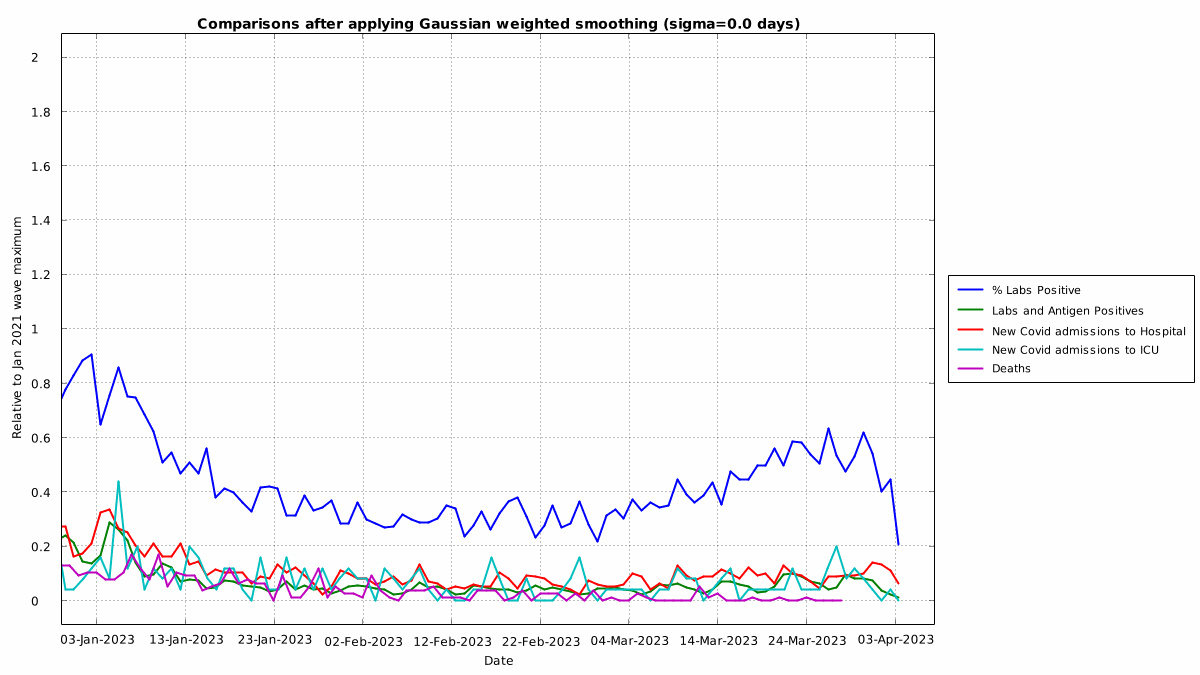 Comparisons after applying Gaussian weighted smoothing (sigma=0.0 days)
Relative to Jan 2021 wave maximum
2
1.8
1.6
1.4
1.2
1
0.8
0.6
0.4
0.2
0
03-Jan-2023 13-Jan-2023 23-Jan-2023 02-Feb-2023 12-Feb-2023 22-Feb-2023 04-Mar-2023 14-Mar-2023 24-Mar-2023 03-Apr-2023
Date
% Labs Positive
Labs and Antigen Positives
New Covid admissions to Hospital
New Covid admissions to ICU
Deaths